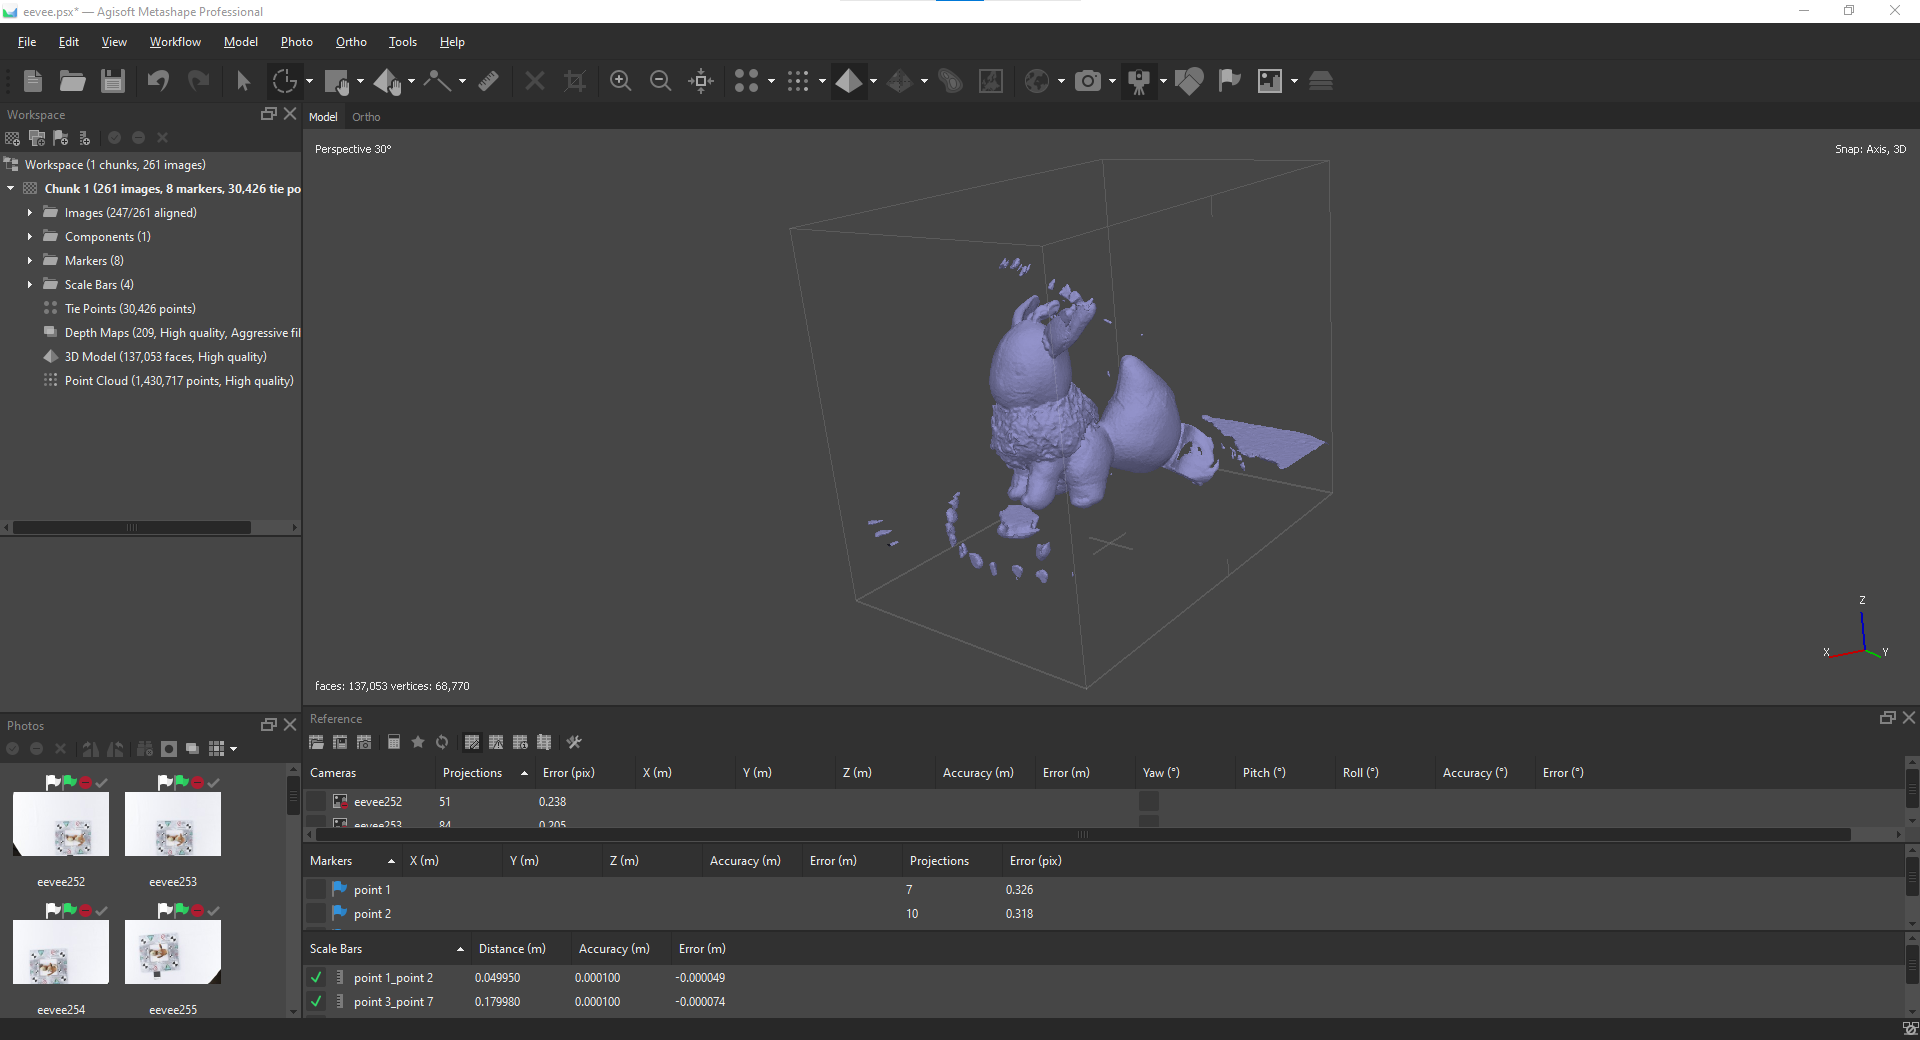 eevee.psx* — Agisoft Metashape Professional
File Edit View Workflow Model Photo Ortho Tools Help
Workspace
Workspace (1 chunks, 261 images)
Chunk 1 (261 images, 8 markers, 30,426 tie po
Images (247/261 aligned)
Components (1)
Markers (8)
Scale Bars (4)
Tie Points (30,426 points)
Depth Maps (209, High quality, Aggressive fil
3D Model (137,053 faces, High quality)
Point Cloud (1,430,717 points, High quality)
Model Ortho
Perspective 30°
Snap: Axis, 3D
Z
X
Y
faces: 137,053 vertices: 68,770
Photos
eevee252 eevee253
eevee254 eevee255
Reference
Cameras Projections Error (pix) X (m) Y (m) Z (m) Accuracy (m) Error (m) Yaw (°) Pitch (°) Roll (°) Accuracy (°) Error (°)
eevee252 51 0.238
eevee253 84 0.205
Markers X (m) Y (m) Z (m) Accuracy (m) Error (m) Projections Error (pix)
point 1 7 0.326
point 2 10 0.318
Scale Bars Distance (m) Accuracy (m) Error (m)
point 1_point 2 0.049950 0.000100 -0.000049
point 3_point 7 0.179980 0.000100 -0.000074